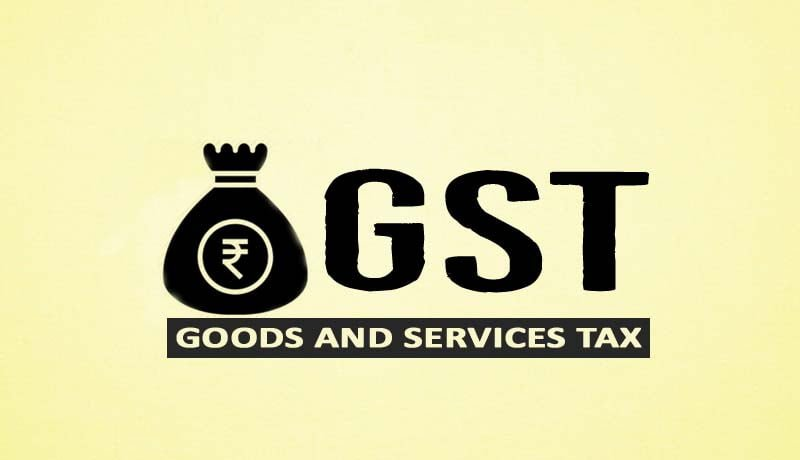 ₹ GST
GOODS AND SERVICES TAX